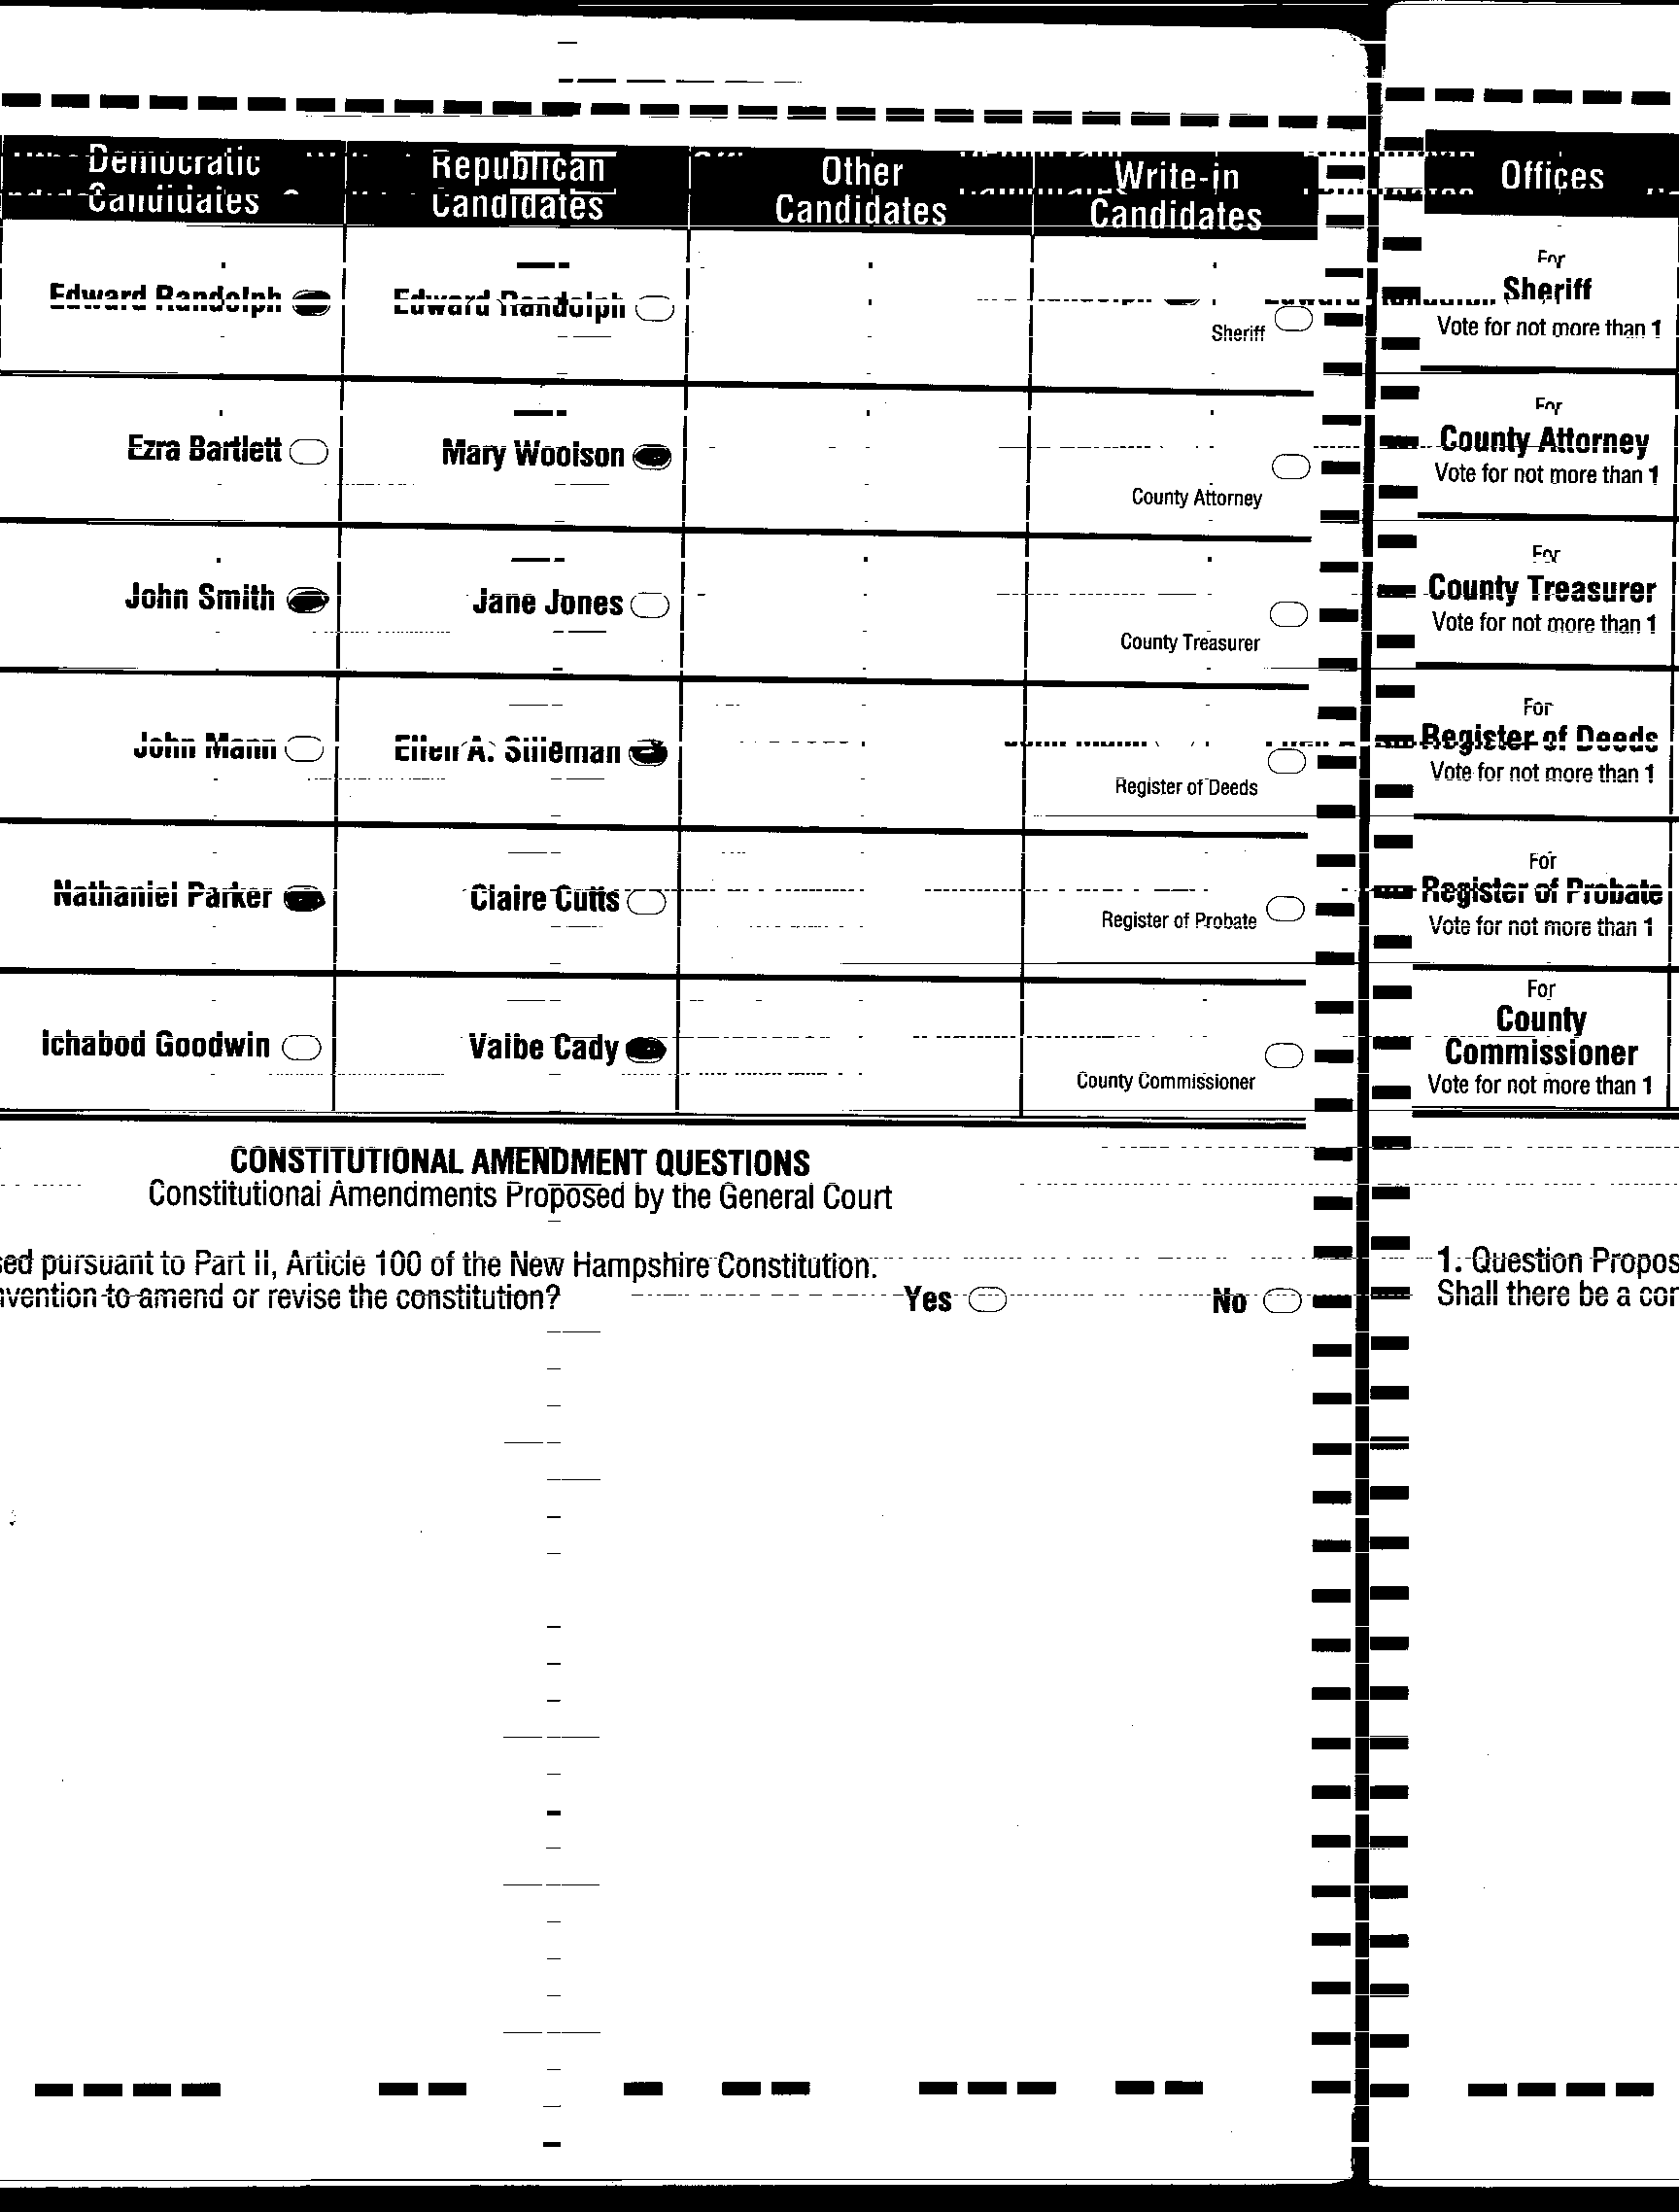 Democratic Candidates
Republican Candidates
Other Candidates
Write-in Candidates
Offices
Edward Randolph
Edward Randolph
Sheriff
For
Sheriff
Vote for not more than 1
Ezra Bartlett
Mary Woolson
County Attorney
For
County Attorney
Vote for not more than 1
John Smith
Jane Jones
County Treasurer
For
County Treasurer
Vote for not more than 1
John Mann
Ellen A. Stileman
Register of Deeds
For
Register of Deeds
Vote for not more than 1
Nathaniel Parker
Claire Cutts
Register of Probate
For
Register of Probate
Vote for not more than 1
Ichabod Goodwin
Valbe Cady
County Commissioner
For
County
Commissioner
Vote for not more than 1
CONSTITUTIONAL AMENDMENT QUESTIONS
Constitutional Amendments Proposed by the General Court
sed pursuant to Part II, Article 100 of the New Hampshire Constitution.
nvention to amend or revise the constitution? Yes No
1. Question Propos
Shall there be a con